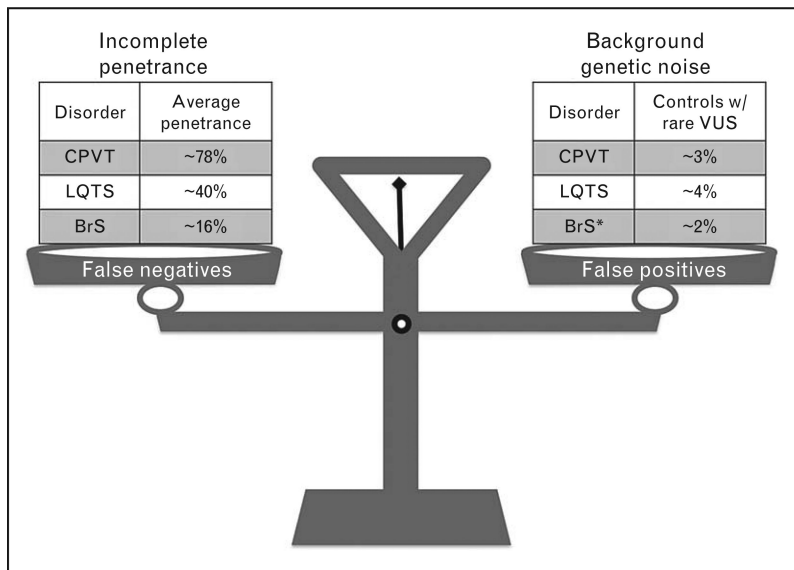 Incomplete
penetrance
Disorder
Average
penetrance
CPVT
~78%
LQTS
~40%
BrS
~16%
False negatives
Background
genetic noise
Disorder
Controls w/
rare VUS
CPVT
~3%
LQTS
~4%
BrS*
~2%
False positives